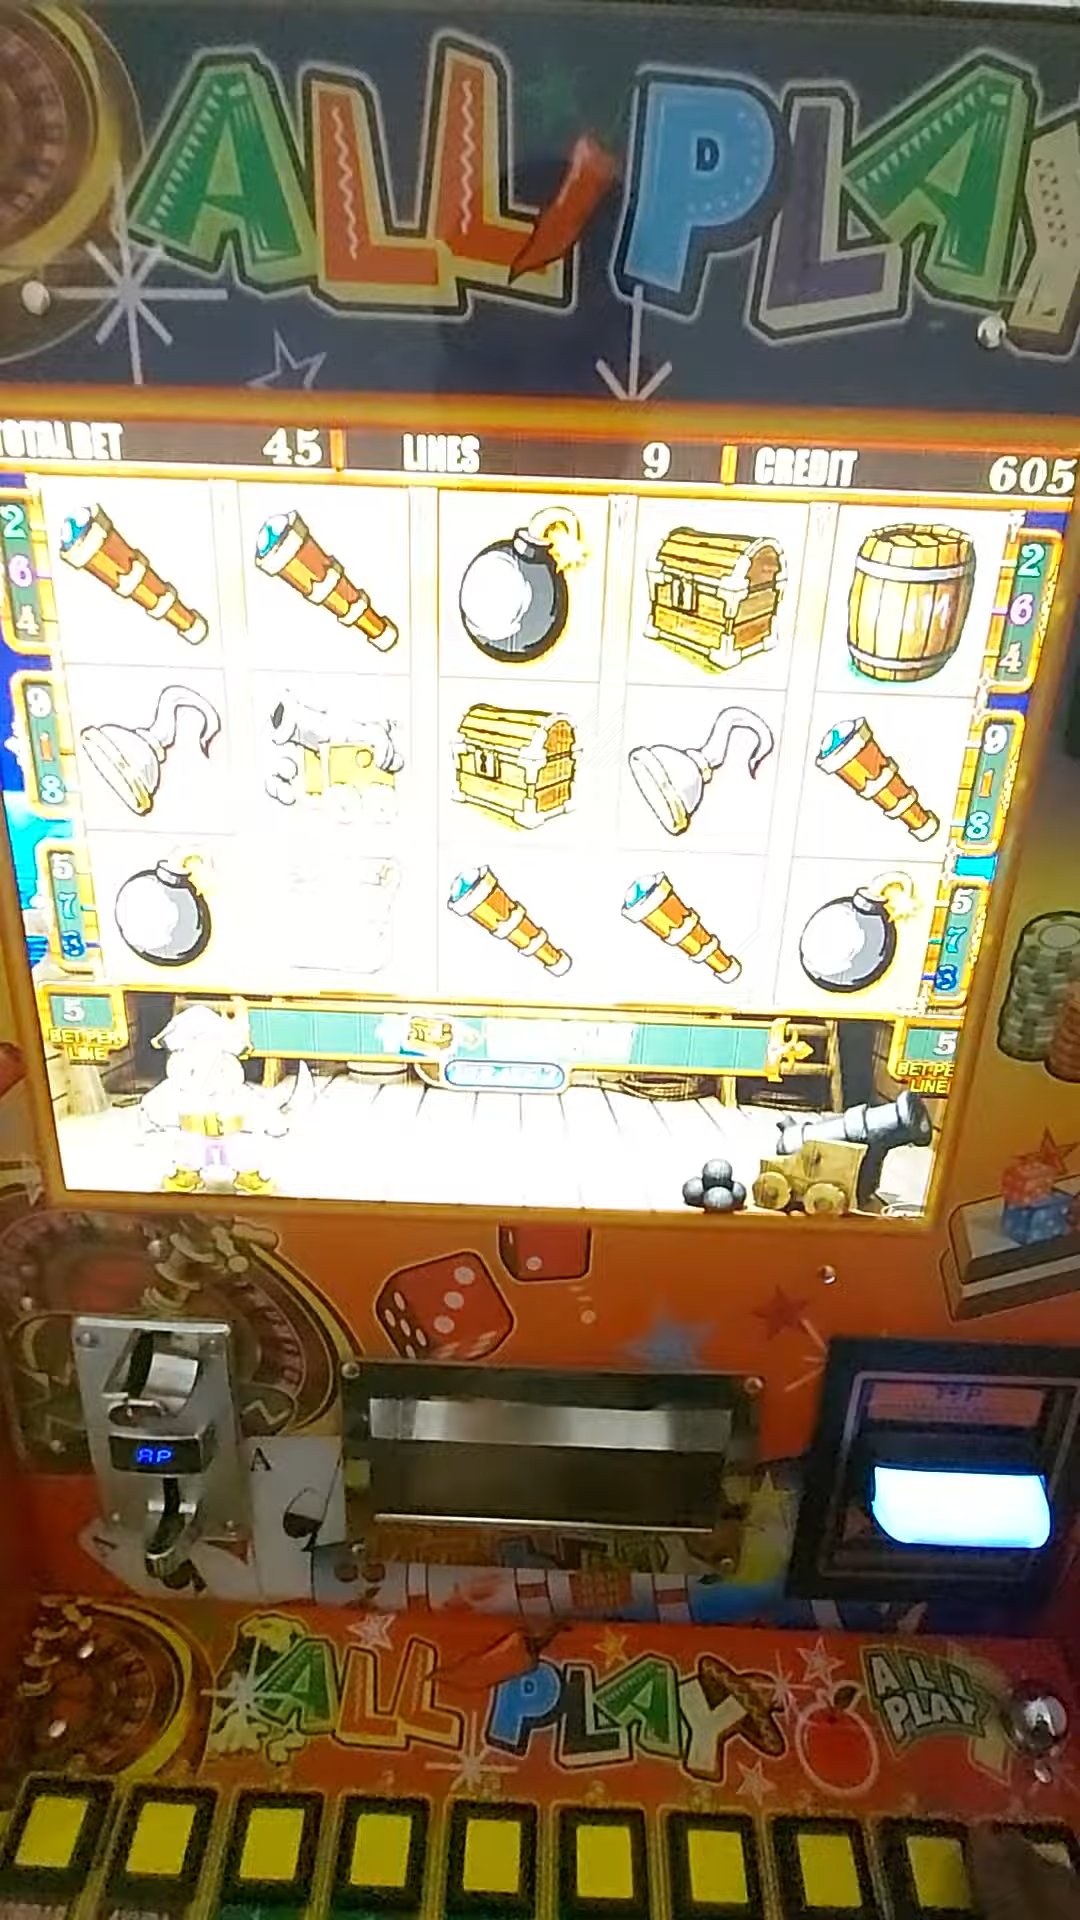 ALL PLAY
TOTAL BET 45 LINES 9 CREDIT 605
2 2
6 6
4 4
9 9
1 1
8 8
5 5
7 7
3 3
5 5
BET PER LINE BET PE LINE
AP
A
ALL PLAY
ALL PLAY